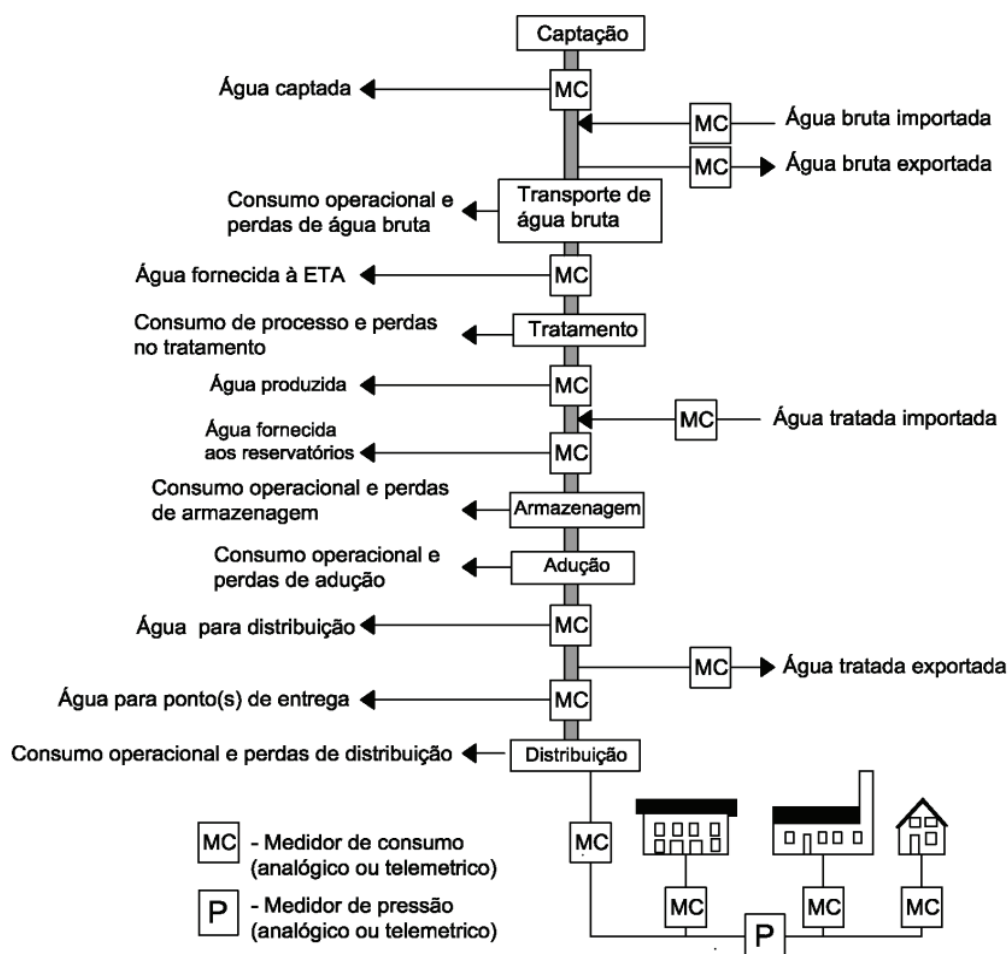 Captação
MC
Água captada
MC
Água bruta importada
MC
Água bruta exportada
Consumo operacional e
perdas de água bruta
Transporte de
água bruta
Água fornecida à ETA
MC
Consumo de processo e perdas
no tratamento
Tratamento
Água produzida
MC
MC
Água tratada importada
Água fornecida
aos reservatórios
MC
Consumo operacional e perdas
de armazenagem
Armazenagem
Consumo operacional e
perdas de adução
Adução
Água para distribuição
MC
MC
Água tratada exportada
Água para ponto(s) de entrega
MC
Consumo operacional e perdas de distribuição
Distribuição
MC
MC - Medidor de consumo
(analógico ou telemetrico)
P - Medidor de pressão
(analógico ou telemetrico)
MC
MC
MC
P